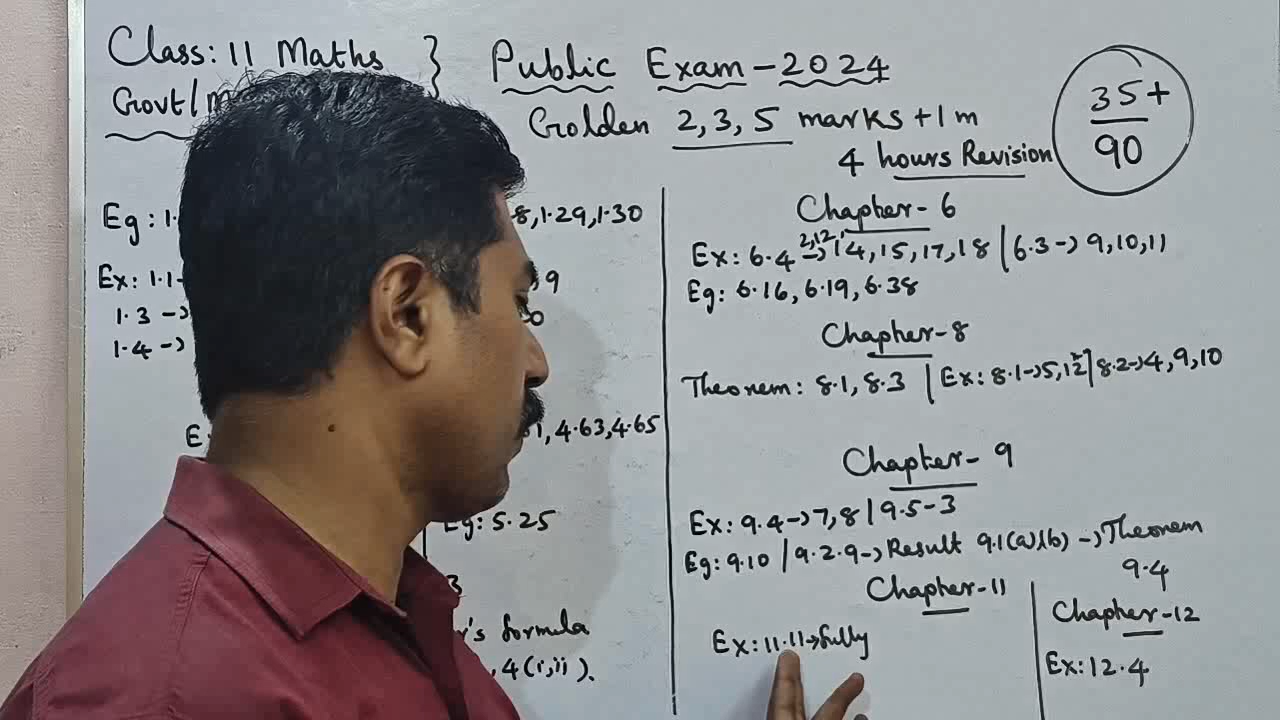 Class: 11 Maths
Govt/m
Public Exam-2024
Golden 2,3,5 marks+1m
4 hours Revision
35+
90
Eg: 1.
8,1.29,1.30
Ex: 1.1
9
1.3 →
1.4 →
1, 4.63,4.65
Eg: 5.25
3
's formula
, 4(i,ii).
Chapter-6
2,12,
Ex: 6.4 → 14,15,17,18 | 6.3 → 9,10,11
Eg: 6.16, 6.19, 6.38
Chapter-8
Theorem: 8.1, 8.3 | Ex: 8.1→5,12 | 8.2→4,9,10
Chapter-9
Ex: 9.4→7,8 | 9.5-3
Eg: 9.10 / 9.2.9→ Result 9.1(a)(b) → Theorem
9.4
Chapter-11
Ex: 11.11→fully
Chapter-12
Ex: 12.4